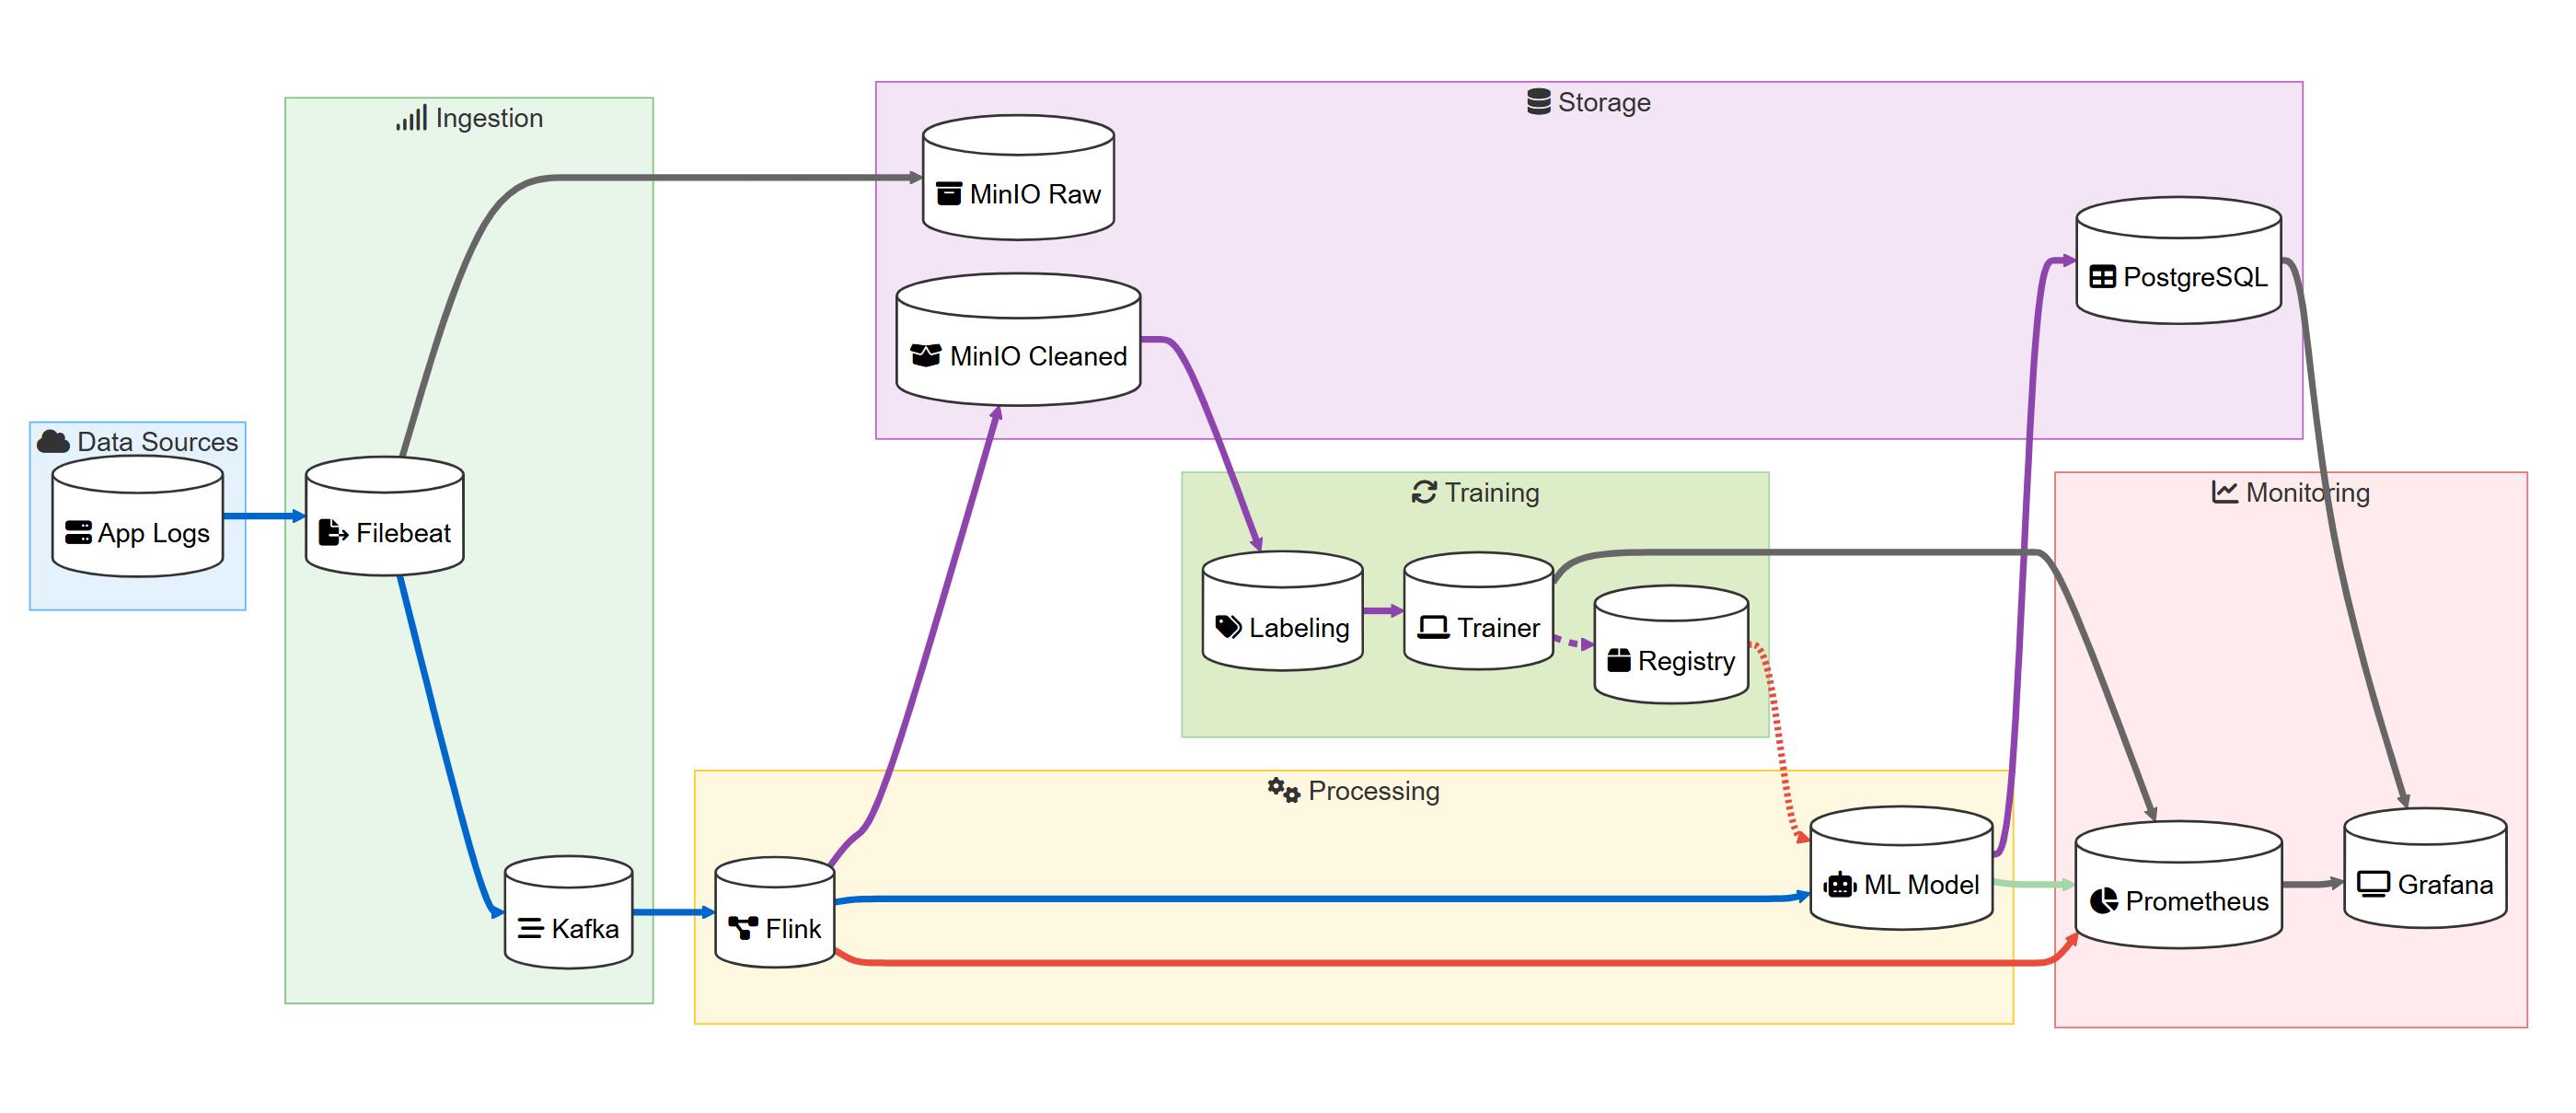 Data Sources
App Logs
Ingestion
Filebeat
Kafka
Storage
MinIO Raw
MinIO Cleaned
PostgreSQL
Training
Labeling
Trainer
Registry
Processing
Flink
ML Model
Monitoring
Prometheus
Grafana